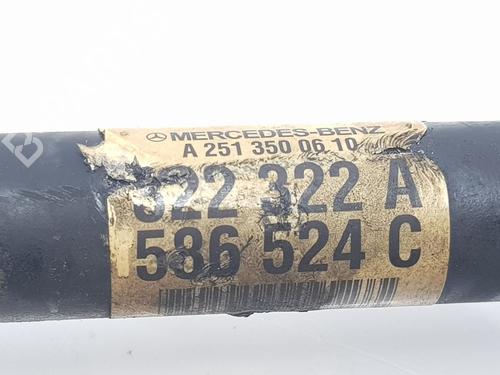 MERCEDES-BENZ
A 251 350 06 10
322 322 A
586 524 C